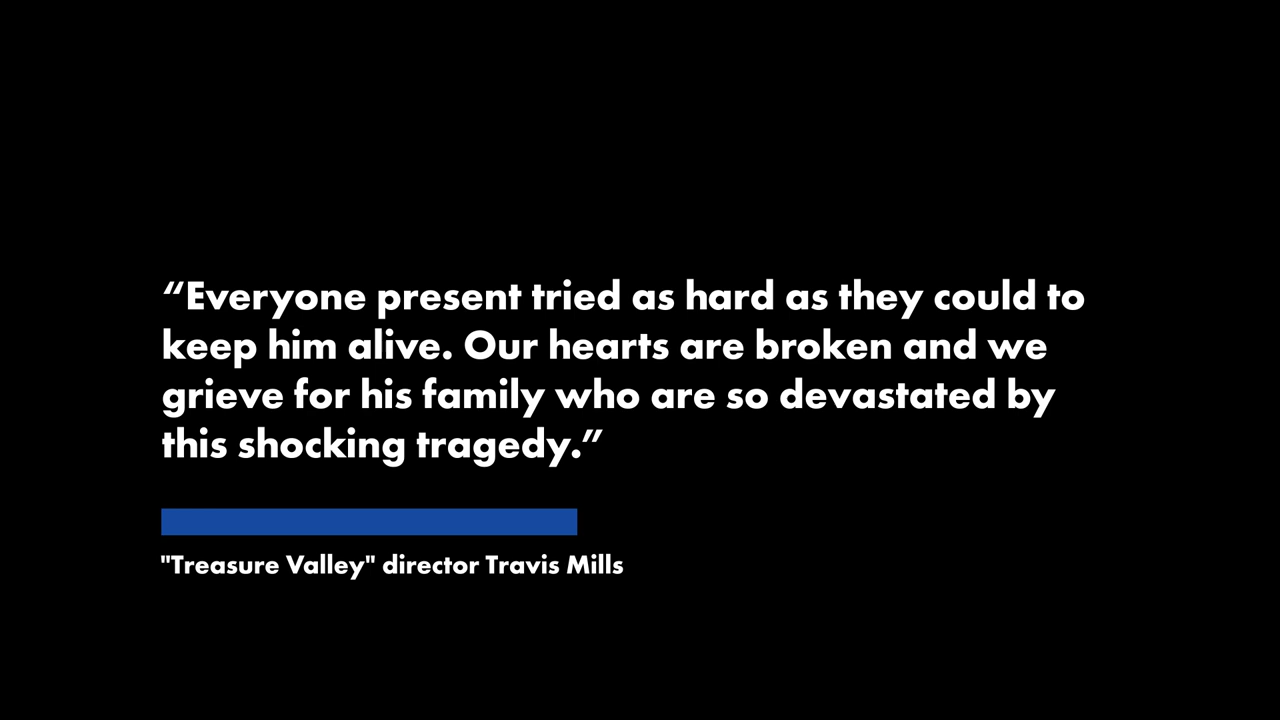 “Everyone present tried as hard as they could to
keep him alive. Our hearts are broken and we
grieve for his family who are so devastated by
this shocking tragedy.”
"Treasure Valley" director Travis Mills